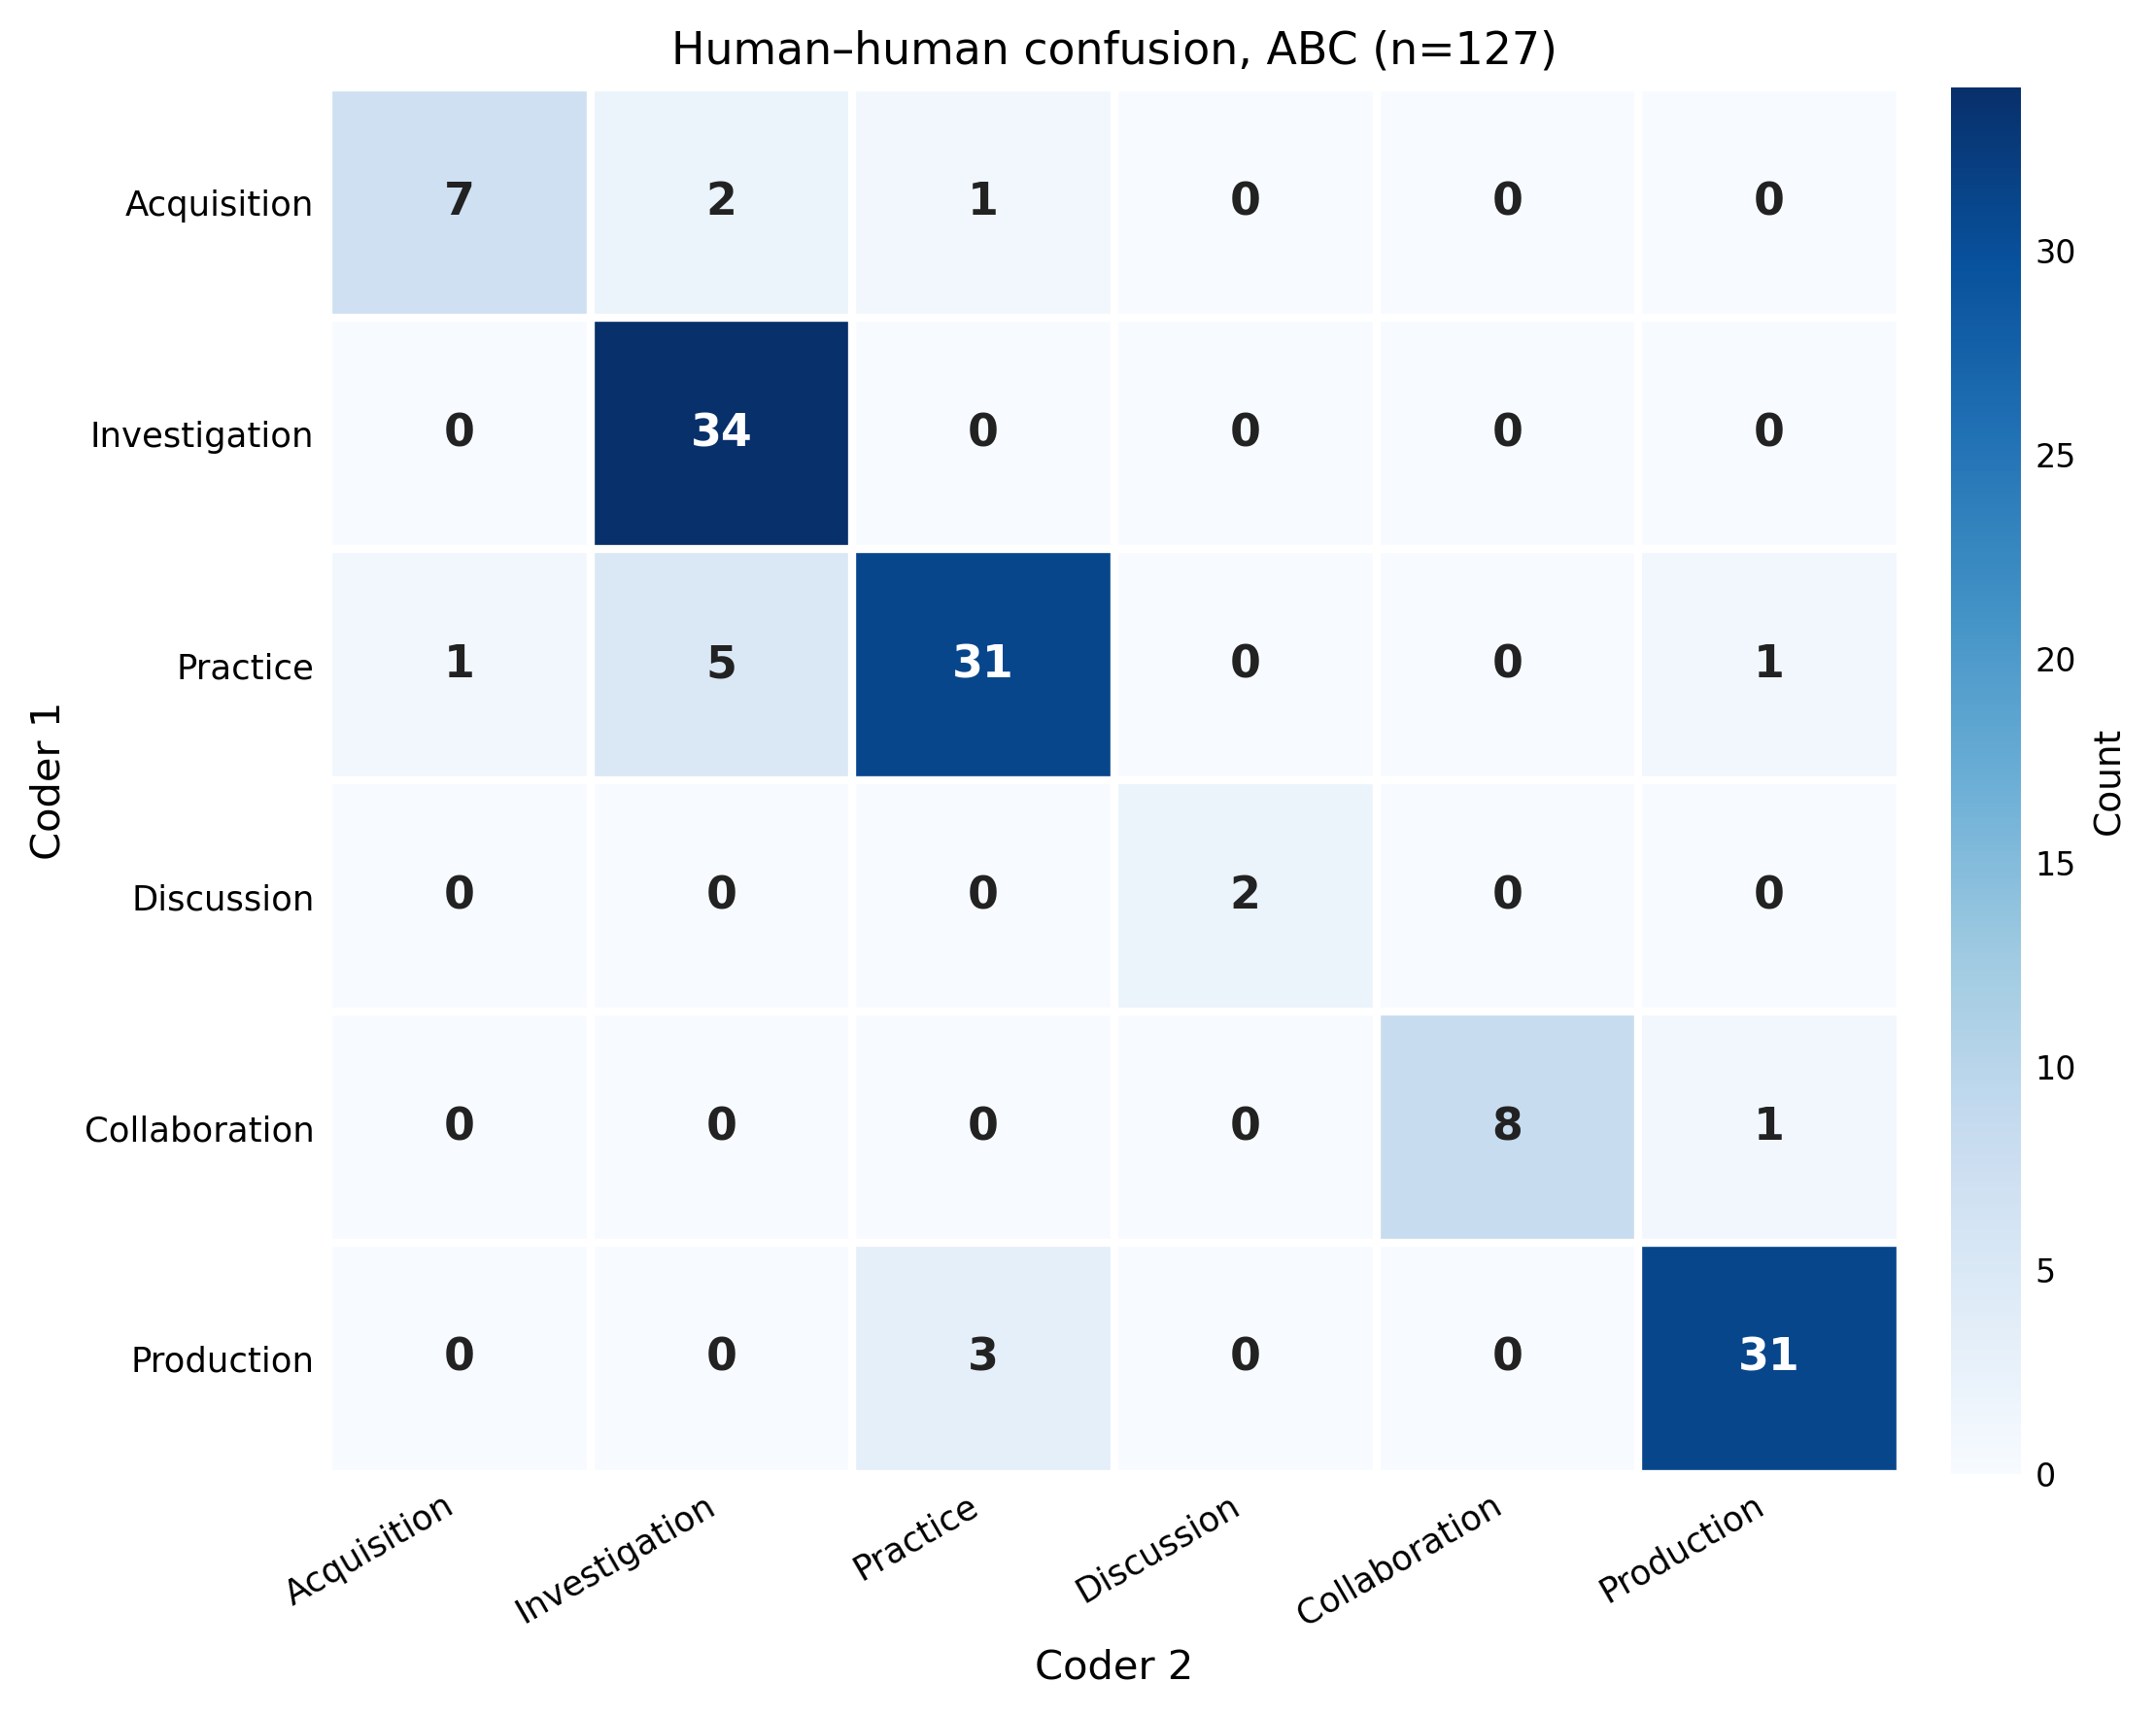 Human–human confusion, ABC (n=127)
Acquisition 7 2 1 0 0 0
Investigation 0 34 0 0 0 0
Practice 1 5 31 0 0 1
Discussion 0 0 0 2 0 0
Collaboration 0 0 0 0 8 1
Production 0 0 3 0 0 31
Coder 1
Acquisition
Investigation
Practice
Discussion
Collaboration
Production
Coder 2
30
25
20
15
10
5
0
Count